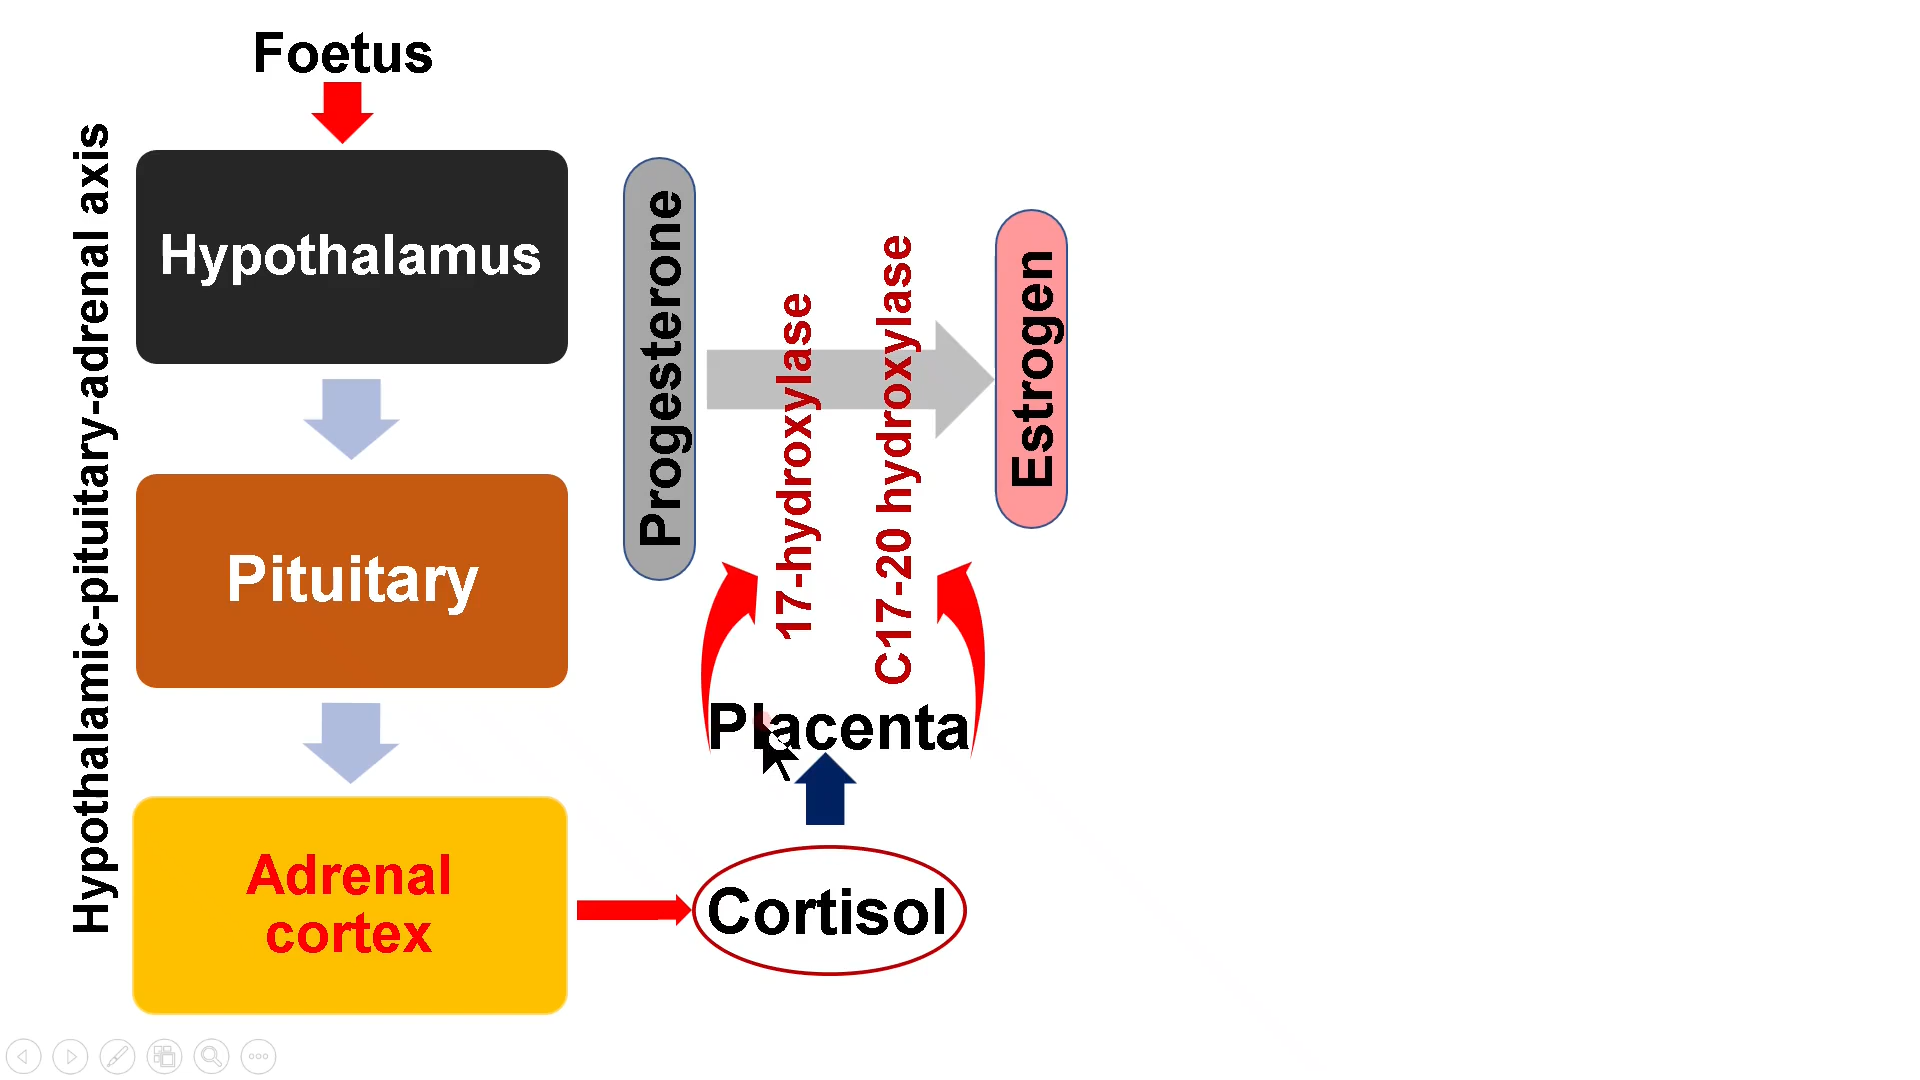 Foetus
Hypothalamic-pituitary-adrenal axis
Hypothalamus
Pituitary
Adrenal
cortex
Progesterone
17-hydroxylase
C17-20 hydroxylase
Estrogen
Placenta
Cortisol